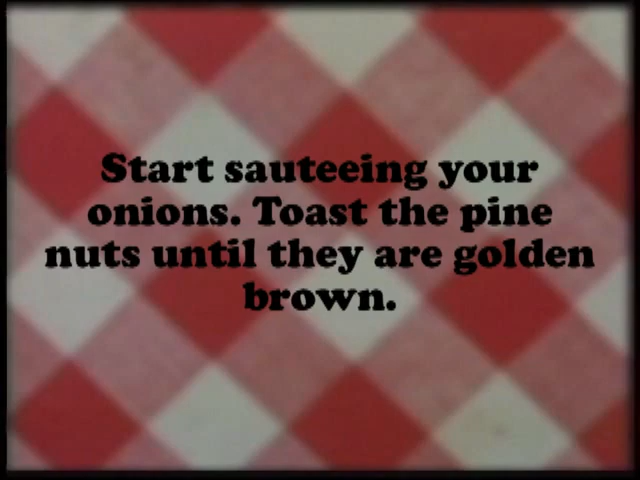 Start sauteeing your
onions. Toast the pine
nuts until they are golden
brown.